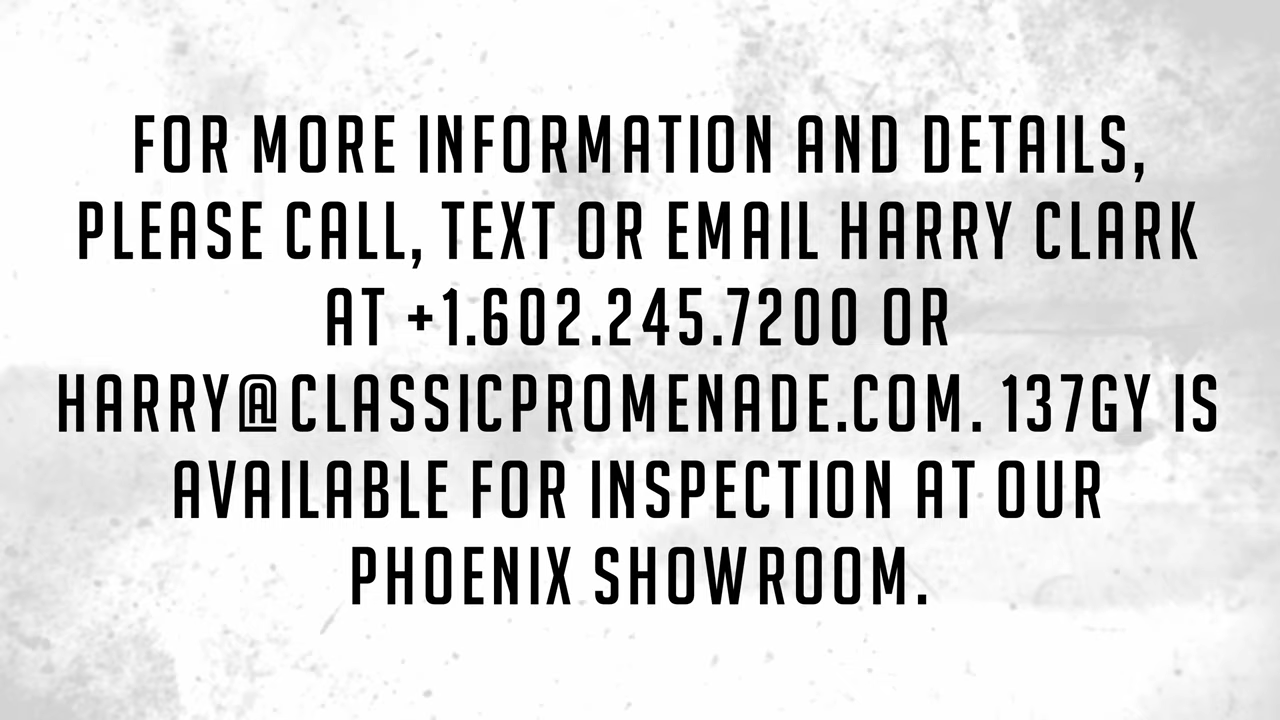 FOR MORE INFORMATION AND DETAILS,
PLEASE CALL, TEXT OR EMAIL HARRY CLARK
AT +1.602.245.7200 OR
HARRY@CLASSICPROMENADE.COM. 137GY IS
AVAILABLE FOR INSPECTION AT OUR
PHOENIX SHOWROOM.